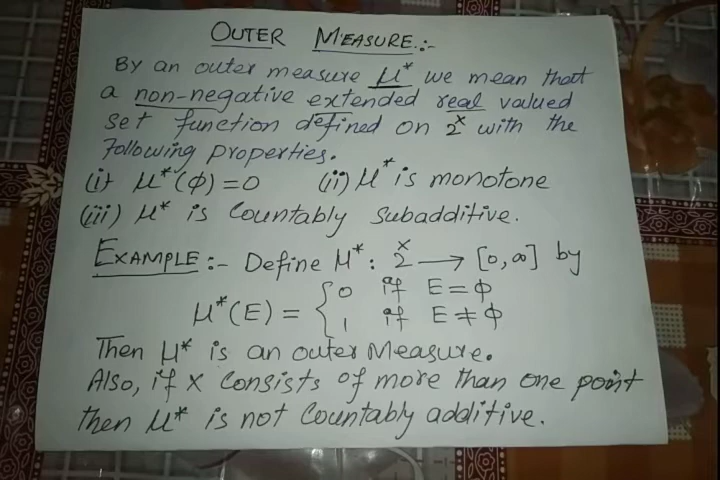 OUTER MEASURE:-
By an outer measure μ* we mean that
a non-negative extended real valued
set function defined on 2^x with the
following properties.
(i) μ*(φ)=0 (ii) μ* is monotone
(iii) μ* is Countably Subadditive.
EXAMPLE:- Define μ*: 2^x → [0,∞] by
μ*(E) = { 0 if E=φ
1 if E≠φ
Then μ* is an outer Measure.
Also, if X Consists of more than one point
then μ* is not Countably additive.